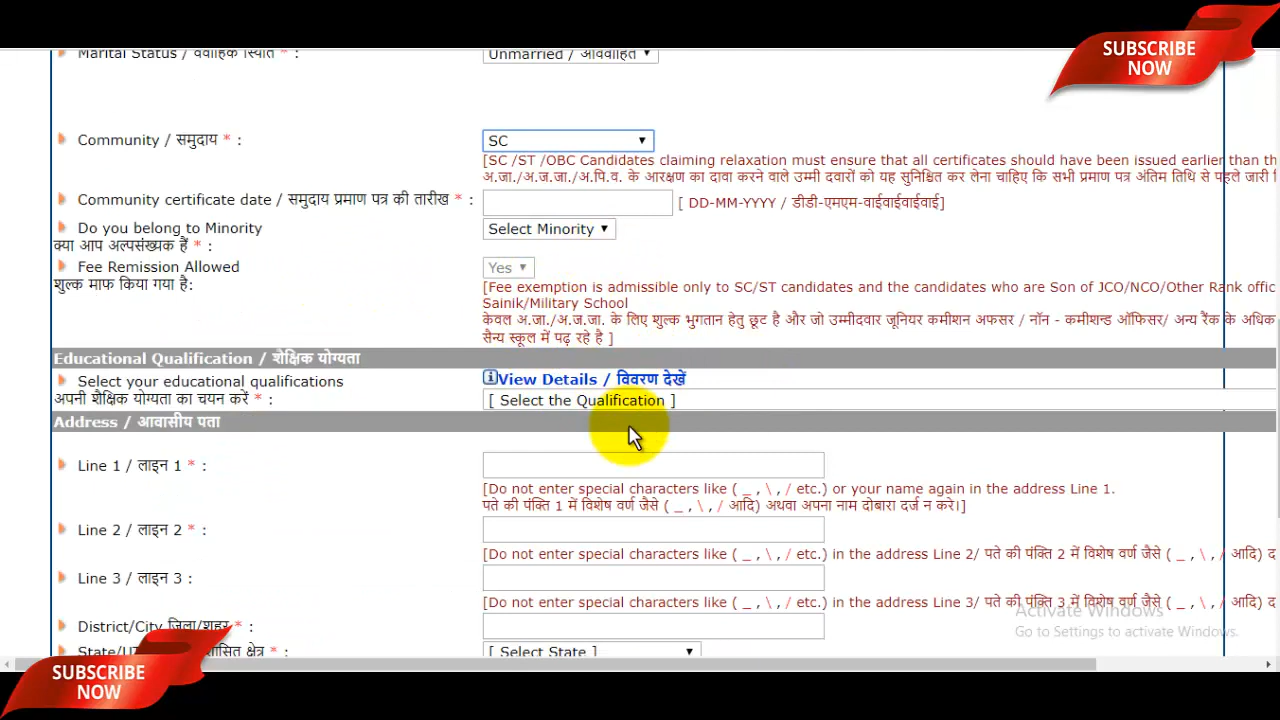 SUBSCRIBE
NOW
Marital Status / वैवाहिक स्थिति * :
Unmarried / अविवाहित
Community / समुदाय * :
SC
[SC /ST /OBC Candidates claiming relaxation must ensure that all certificates should have been issued earlier than
अ.जा./अ.ज.जा./अ.पि.व. के आरक्षण का दावा करने वाले उम्मी दवारों को यह सुनिश्चित कर लेना चाहिए कि सभी प्रमाण पत्र अंतिम तिथि से पहले जारी
Community certificate date / समुदाय प्रमाण पत्र की तारीख * :
[ DD-MM-YYYY / डीडी-एमएम-वाईवाईवाईवाई]
Do you belong to Minority
क्या आप अल्पसंख्यक हैं * :
Select Minority
Fee Remission Allowed
शुल्क माफ किया गया है:
Yes
[Fee exemption is admissible only to SC/ST candidates and the candidates who are Son of JCO/NCO/Other Rank offic
Sainik/Military School
केवल अ.जा./अ.ज.जा. के लिए शुल्क भुगतान हेतु छूट है और जो उम्मीदवार जूनियर कमीशन अफसर / नॉन - कमीशन्ड ऑफिसर/ अन्य रैंक के अधिक
सैन्य स्कूल में पढ़ रहे है ]
Educational Qualification / शैक्षिक योग्यता
Select your educational qualifications
अपनी शैक्षिक योग्यता का चयन करें * :
View Details / विवरण देखें
[ Select the Qualification ]
Address / आवासीय पता
Line 1 / लाइन 1 * :
[Do not enter special characters like ( _ , \ , / etc.) or your name again in the address Line 1.
पते की पंक्ति 1 में विशेष वर्ण जैसे ( _ , \ , / आदि) अथवा अपना नाम दोबारा दर्ज न करे।]
Line 2 / लाइन 2 * :
[Do not enter special characters like ( _ , \ , / etc.) in the address Line 2/ पते की पंक्ति 2 में विशेष वर्ण जैसे ( _ , \ , / आदि) द
Line 3 / लाइन 3 :
[Do not enter special characters like ( _ , \ , / etc.) in the address Line 3/ पते की पंक्ति 3 में विशेष वर्ण जैसे ( _ , \ , / आदि) द
District/City जिला/शहर * :
[ Select State ]
Activate Windows
Go to Settings to activate Windows.
SUBSCRIBE
NOW